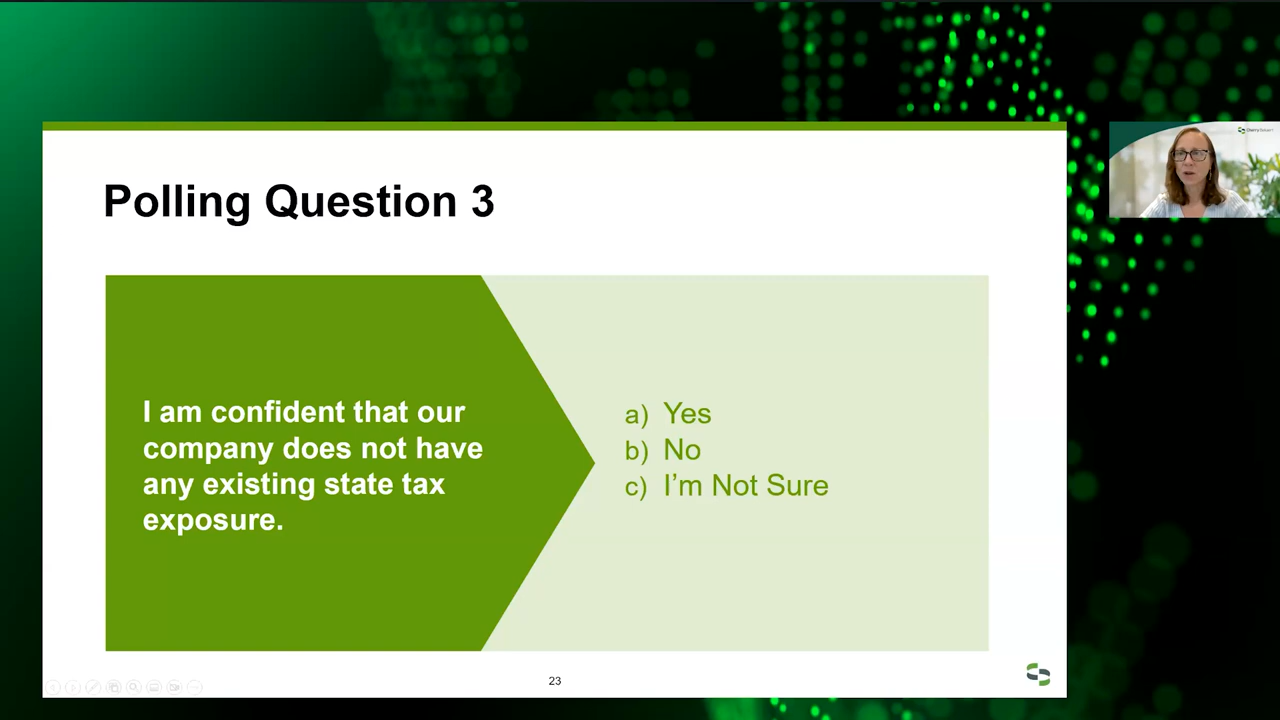 Polling Question 3
I am confident that our
company does not have
any existing state tax
exposure.
a) Yes
b) No
c) I’m Not Sure
23